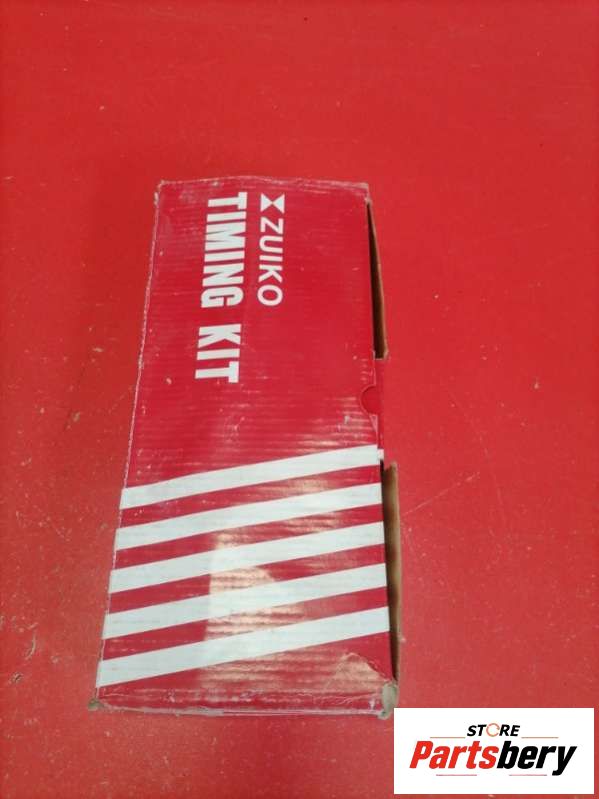 ZUIKO
TIMING KIT
STORE
Partsbery